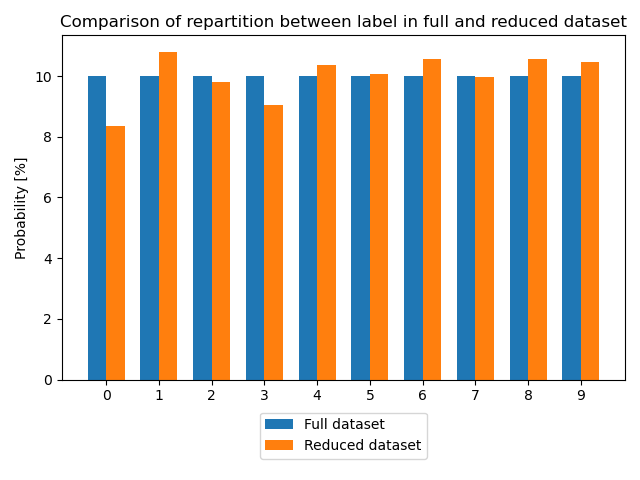 Comparison of repartition between label in full and reduced dataset
Probability [%]
10
8
6
4
2
0
0 1 2 3 4 5 6 7 8 9
Full dataset
Reduced dataset